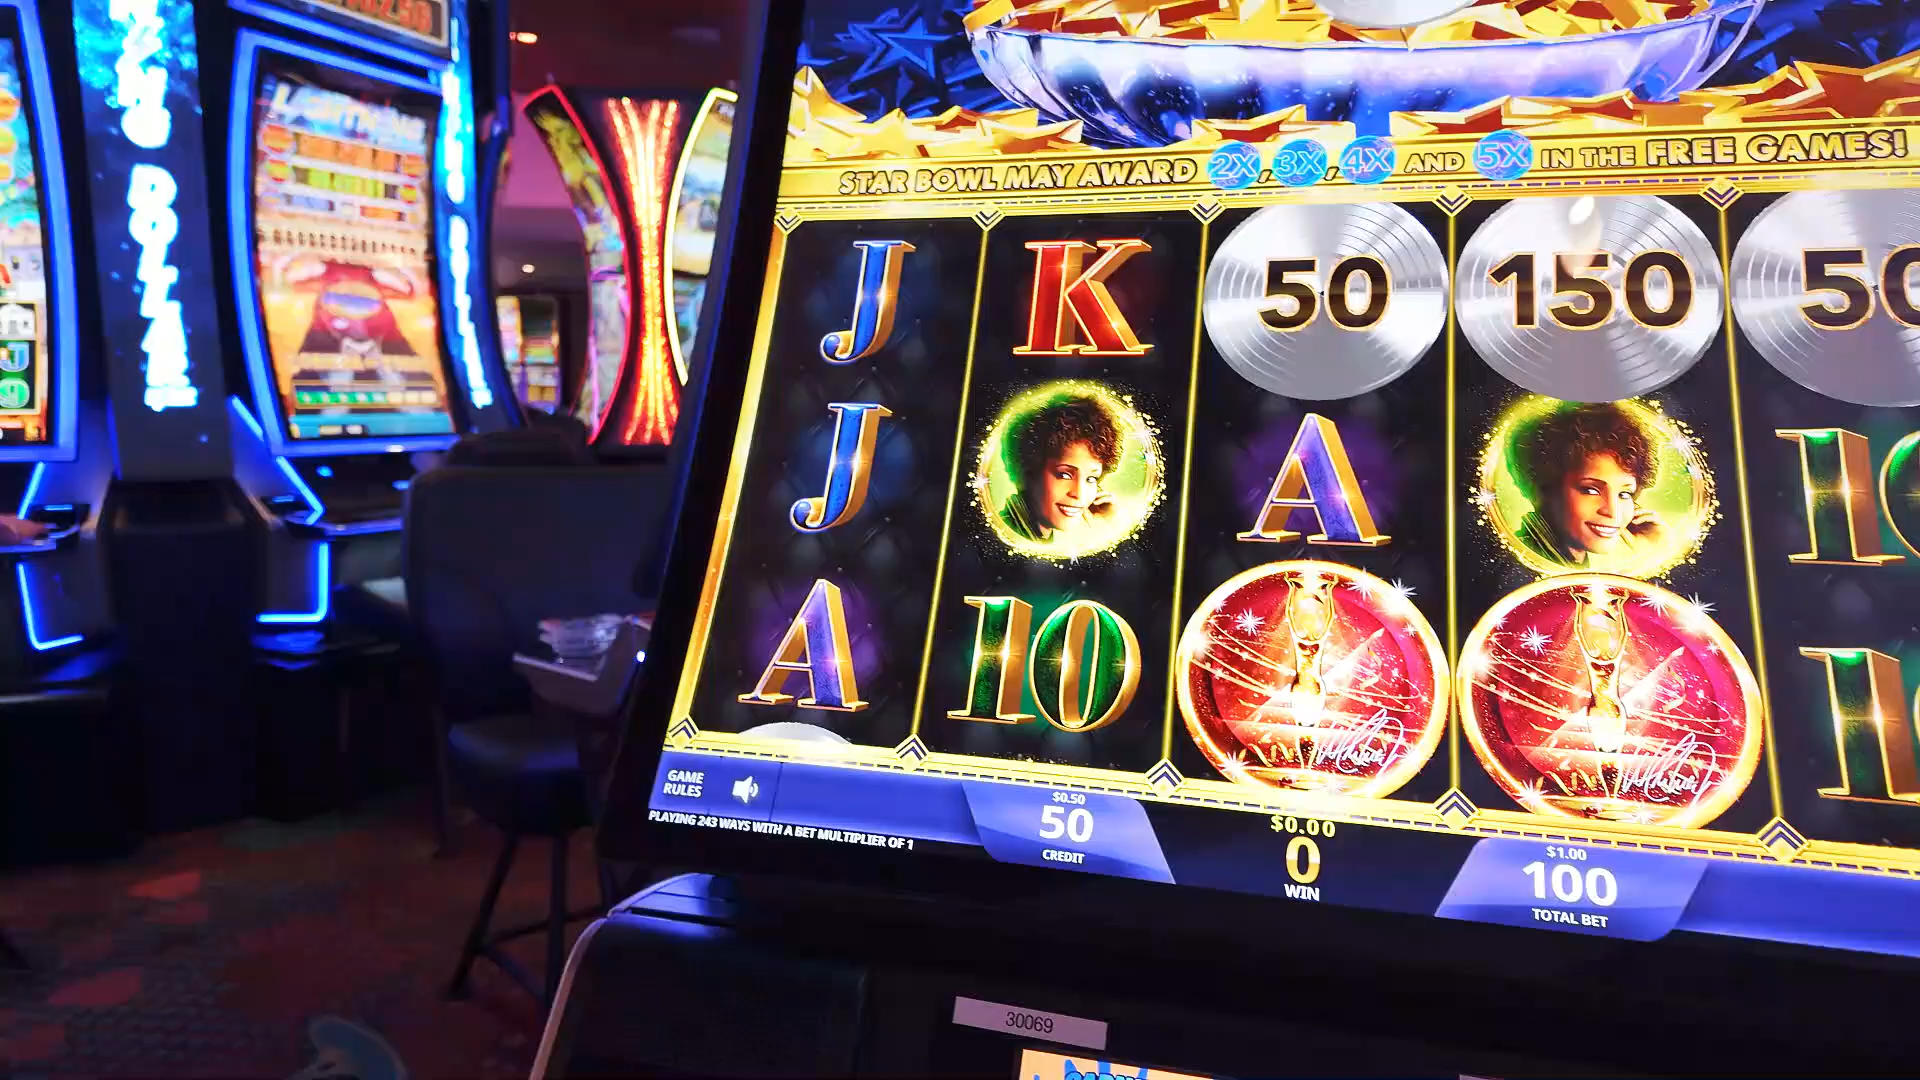 STAR BOWL MAY AWARD 2X, 3X, 4X AND 5X IN THE FREE GAMES!
J K 50 150 50
J A 10
A 10
GAME RULES
$0.50
50
CREDIT
$0.00
0
WIN
$1.00
100
TOTAL BET
PLAYING 243 WAYS WITH A BET MULTIPLIER OF 1
30069